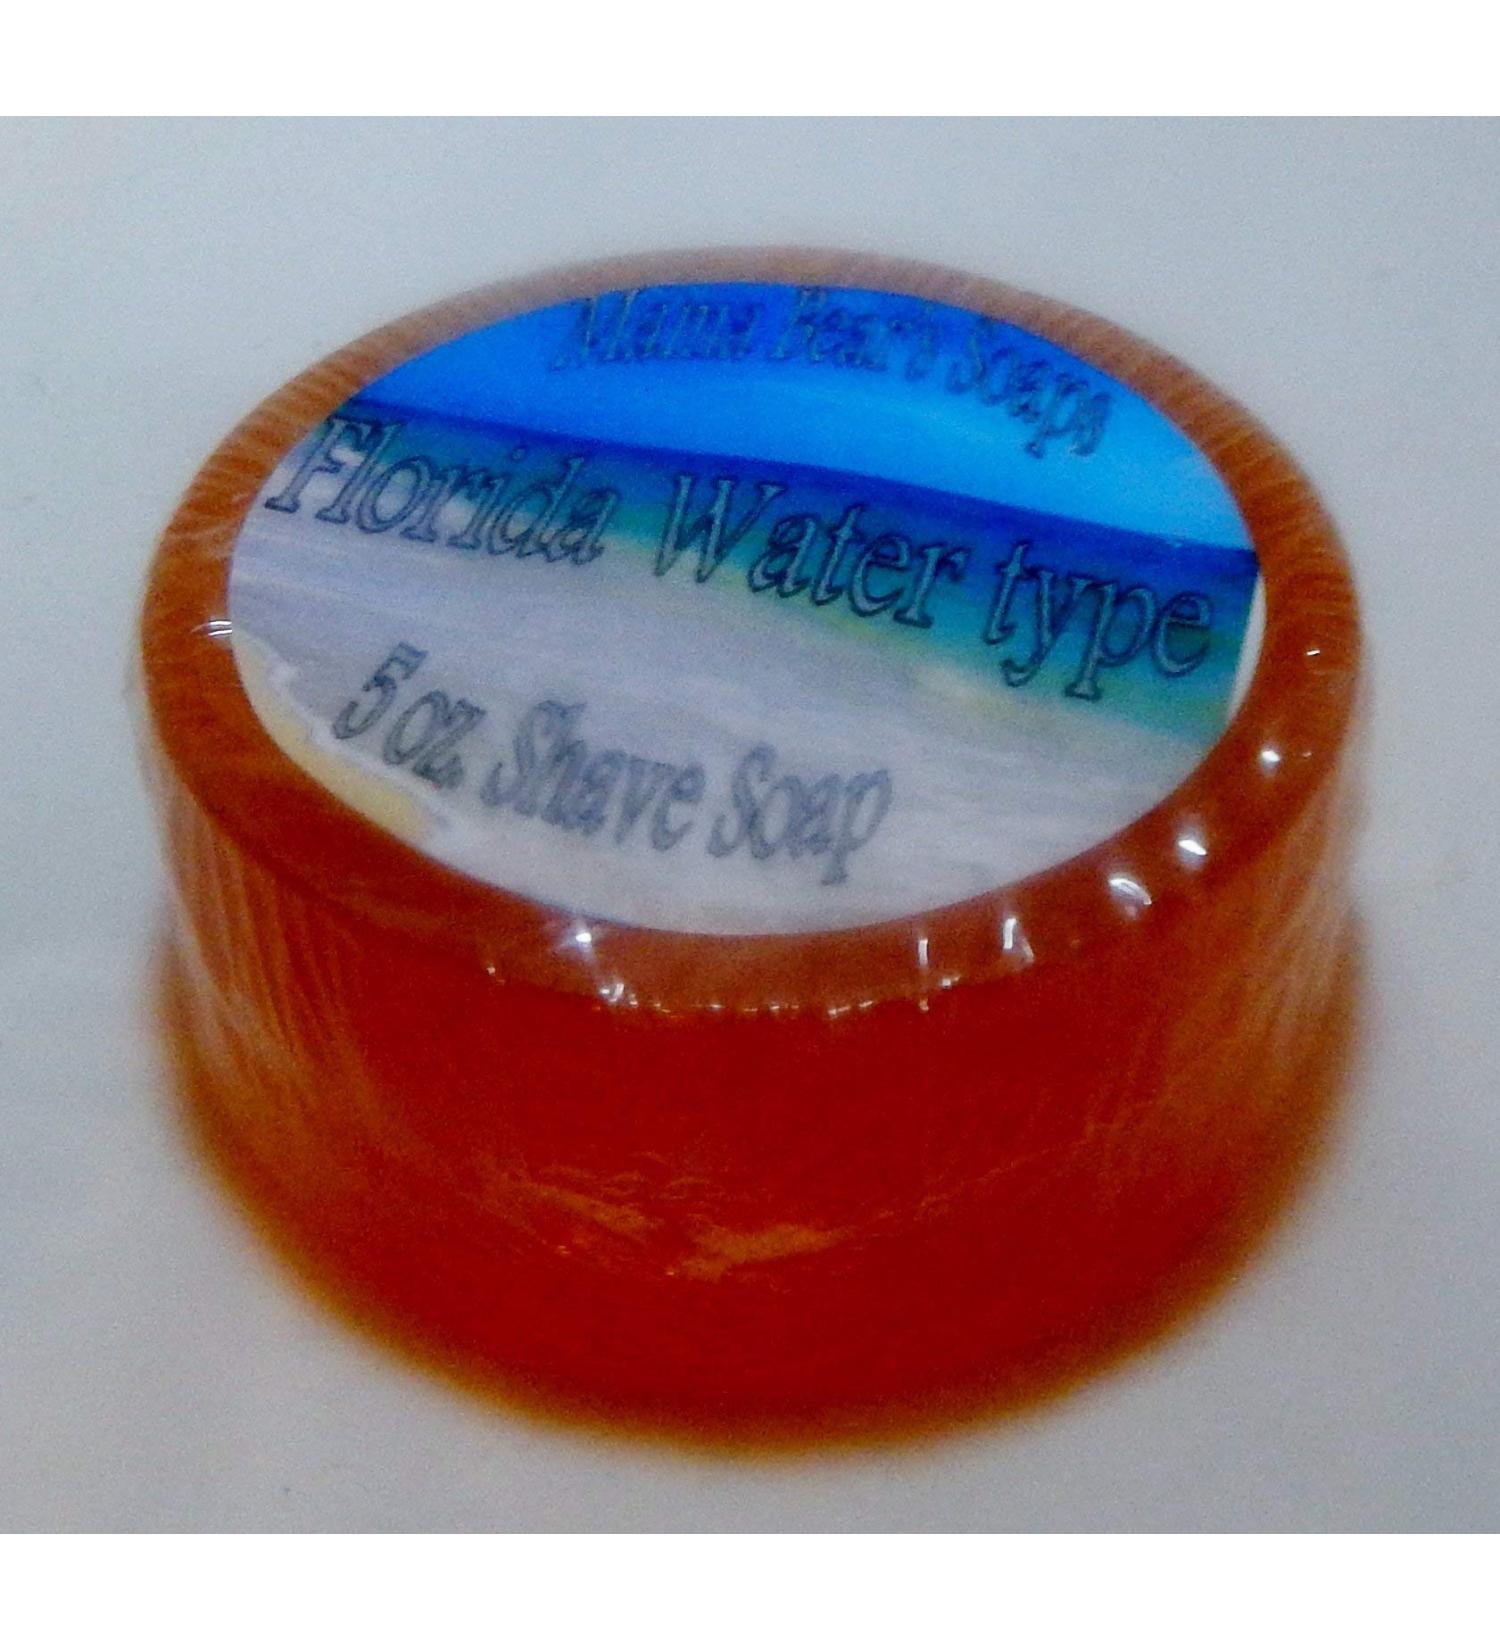 Mama Bear's Soaps
Florida Water type
5 oz. Shave Soap